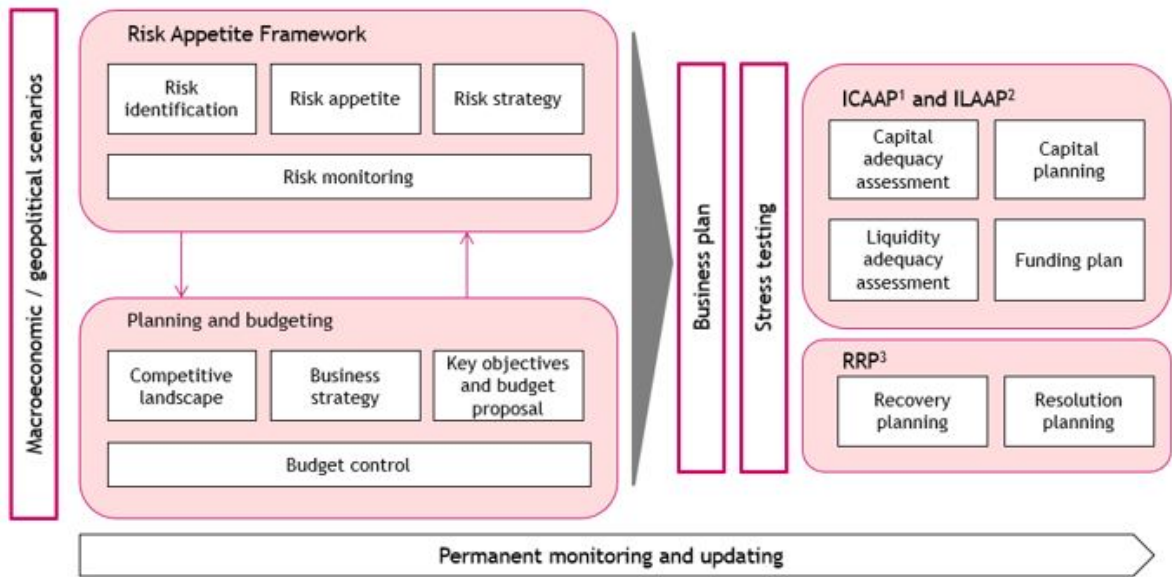 Macroeconomic / geopolitical scenarios
Risk Appetite Framework
Risk
identification
Risk appetite
Risk strategy
Risk monitoring
Planning and budgeting
Competitive
landscape
Business
strategy
Key objectives
and budget
proposal
Budget control
Business plan
Stress testing
ICAAP¹ and ILAAP²
Capital
adequacy
assessment
Capital
planning
Liquidity
adequacy
assessment
Funding plan
RRP³
Recovery
planning
Resolution
planning
Permanent monitoring and updating